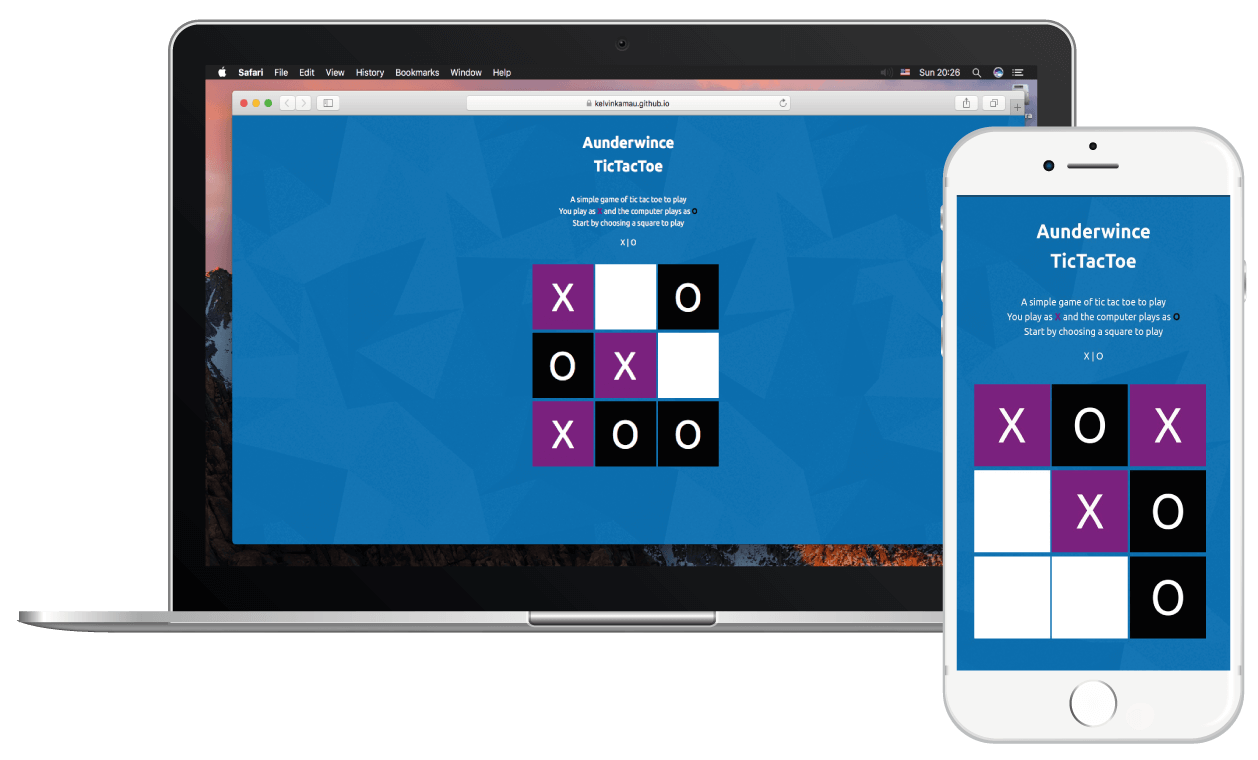 Safari File Edit View History Bookmarks Window Help Sun 20:26
kelvinkamau.github.io
Aunderwince
TicTacToe
A simple game of tic tac toe to play
You play as X and the computer plays as O
Start by choosing a square to play
X | O
X O
O X
X O O
Aunderwince
TicTacToe
A simple game of tic tac toe to play
You play as X and the computer plays as O
Start by choosing a square to play
X | O
X O X
X O
O